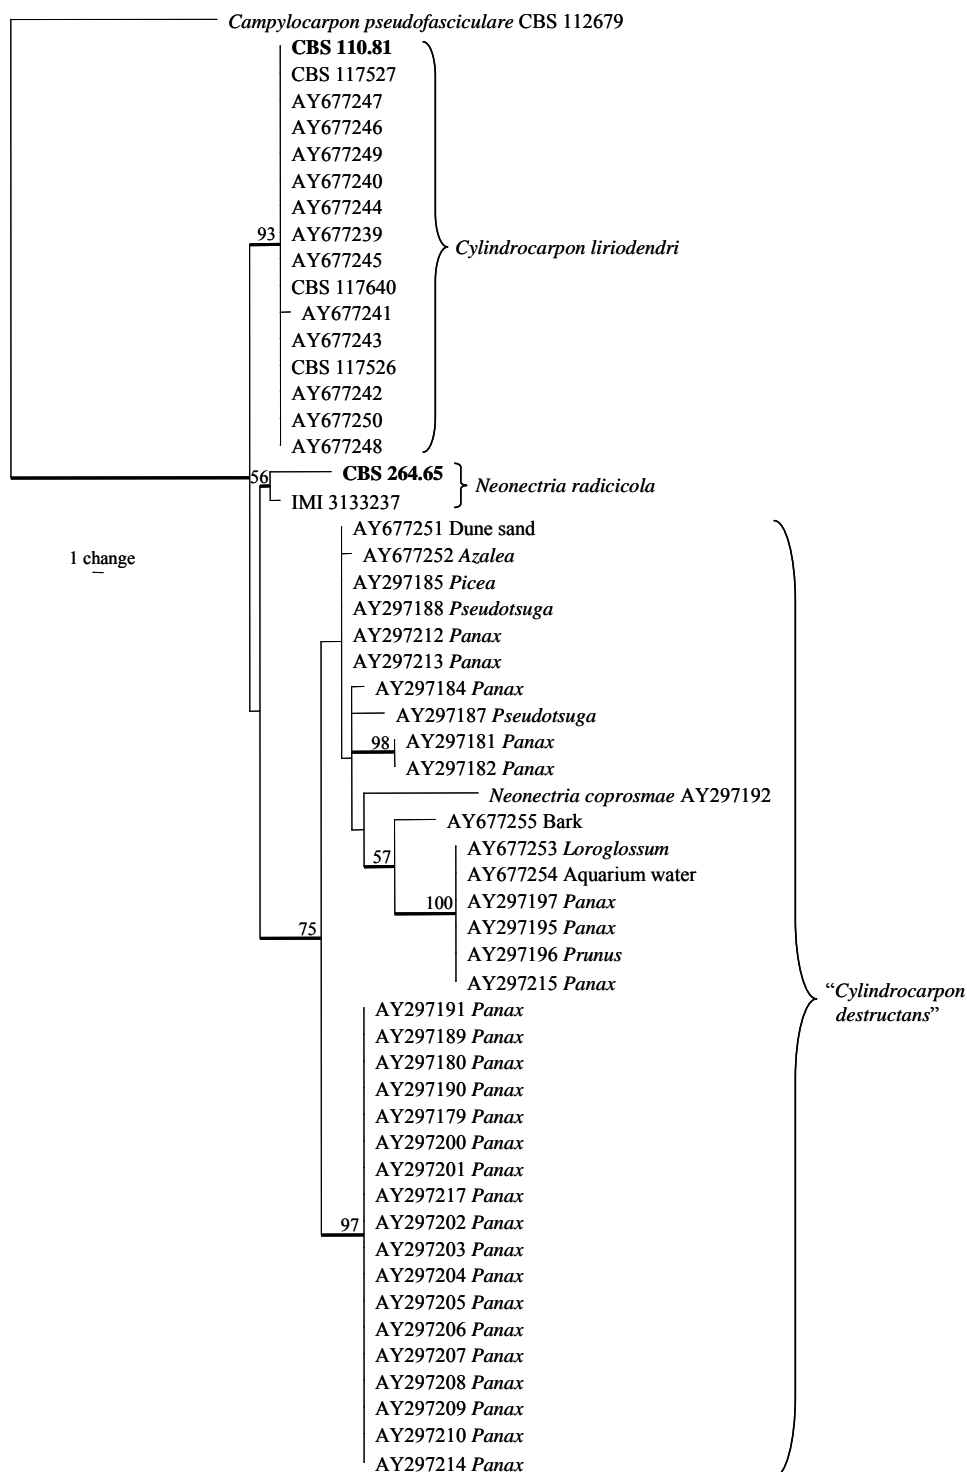 Campylocarpon pseudofasciculare CBS 112679
CBS 110.81
CBS 117527
AY677247
AY677246
AY677249
AY677240
AY677244
93
AY677239
Cylindrocarpon liriodendri
AY677245
CBS 117640
AY677241
AY677243
CBS 117526
AY677242
AY677250
AY677248
56
CBS 264.65
Neonectria radicicola
IMI 3133237
AY677251 Dune sand
1 change
AY677252 Azalea
AY297185 Picea
AY297188 Pseudotsuga
AY297212 Panax
AY297213 Panax
AY297184 Panax
AY297187 Pseudotsuga
98
AY297181 Panax
AY297182 Panax
Neonectria coprosmae AY297192
AY677255 Bark
57
AY677253 Loroglossum
AY677254 Aquarium water
100
AY297197 Panax
75
AY297195 Panax
AY297196 Prunus
AY297215 Panax
“Cylindrocarpon
destructans”
AY297191 Panax
AY297189 Panax
AY297180 Panax
AY297190 Panax
AY297179 Panax
AY297200 Panax
AY297201 Panax
AY297217 Panax
97
AY297202 Panax
AY297203 Panax
AY297204 Panax
AY297205 Panax
AY297206 Panax
AY297207 Panax
AY297208 Panax
AY297209 Panax
AY297210 Panax
AY297214 Panax